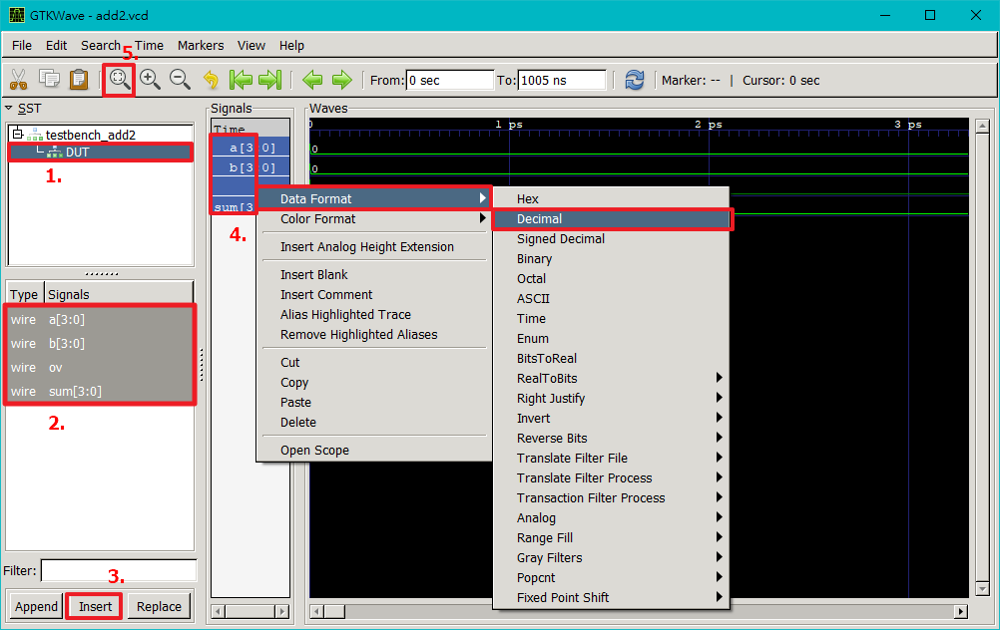 GTKWave - add2.vcd
File Edit Search Time Markers View Help
5.
From: 0 sec To: 1005 ns Marker: -- | Cursor: 0 sec
SST
testbench_add2
DUT
1.
Type Signals
wire a[3:0]
wire b[3:0]
wire ov
wire sum[3:0]
2.
Filter:
3.
Append Insert Replace
Signals
Time
a[3:0]
b[3:0]
sum[3
4.
Waves
0 1 ps 2 ps 3 ps
0
0
Data Format
Color Format
Insert Analog Height Extension
Insert Blank
Insert Comment
Alias Highlighted Trace
Remove Highlighted Aliases
Cut
Copy
Paste
Delete
Open Scope
Hex
Decimal
Signed Decimal
Binary
Octal
ASCII
Time
Enum
BitsToReal
RealToBits
Right Justify
Invert
Reverse Bits
Translate Filter File
Translate Filter Process
Transaction Filter Process
Analog
Range Fill
Gray Filters
Popcnt
Fixed Point Shift